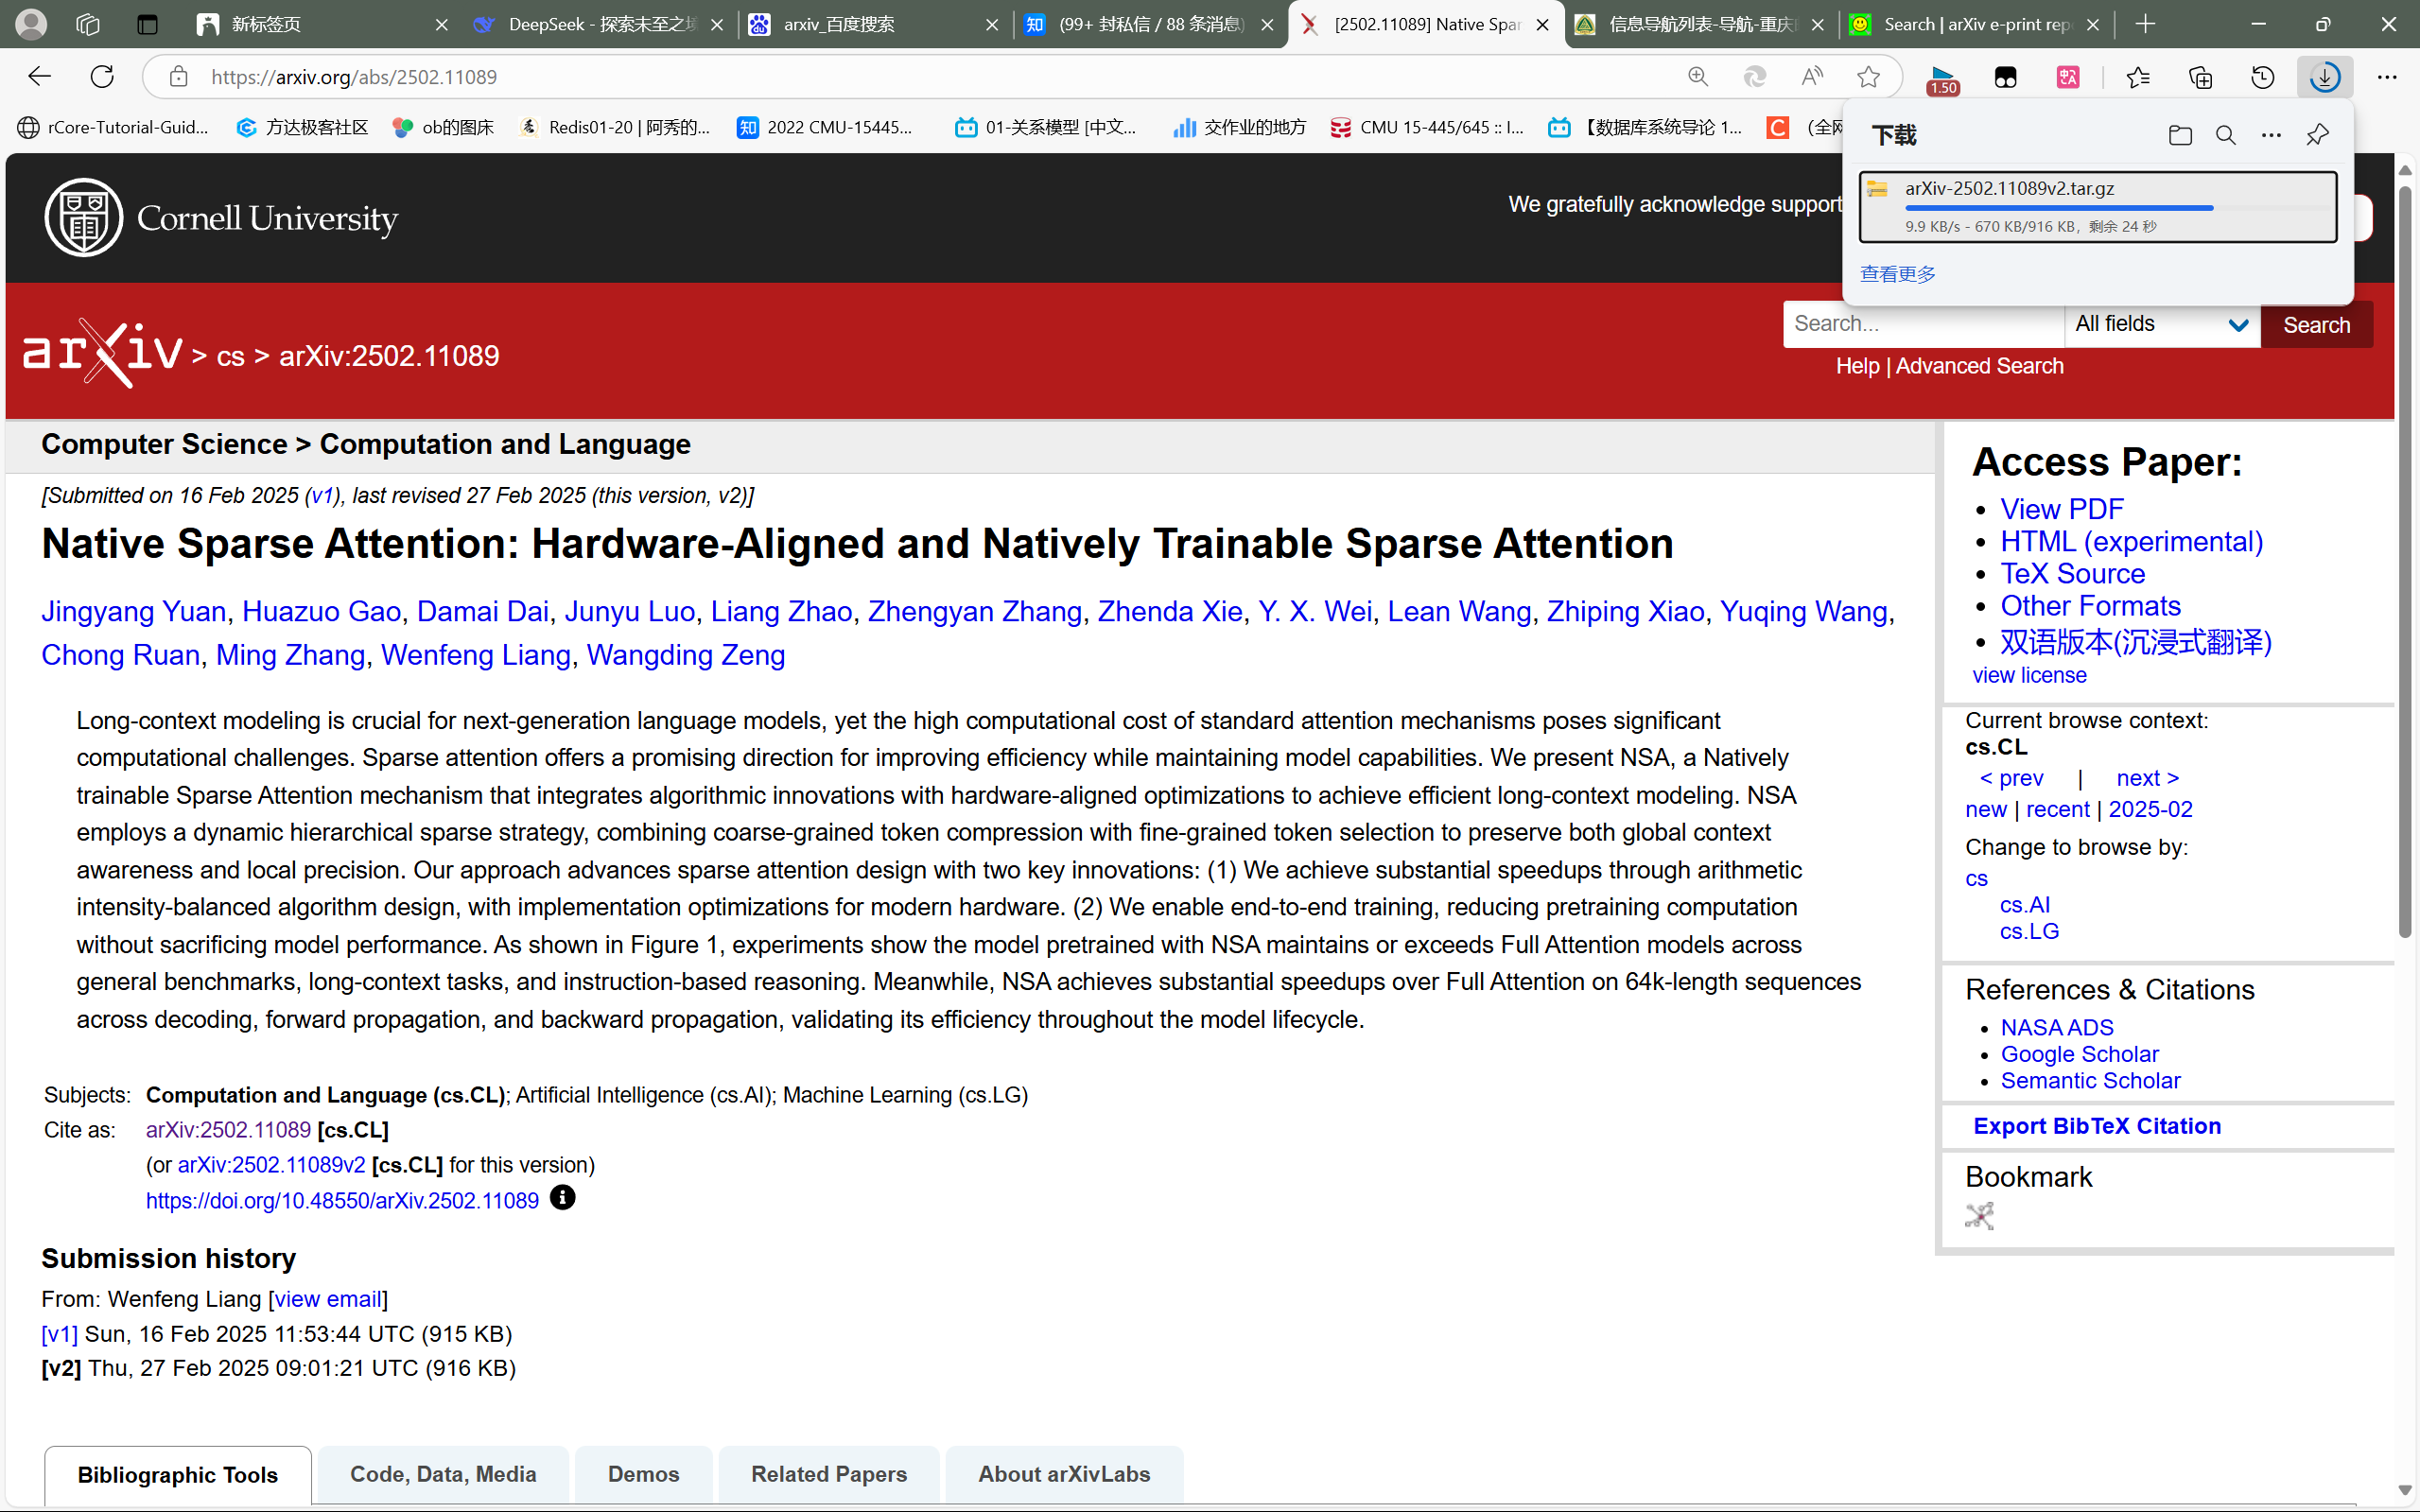 新标签页
DeepSeek - 探索未至之境
arxiv_百度搜索
(99+ 封私信 / 88 条消息)
[2502.11089] Native Spar
信息导航列表-导航-重庆
Search | arXiv e-print rep
https://arxiv.org/abs/2502.11089
1.50
rCore-Tutorial-Guid...
方达极客社区
ob的图床
Redis01-20 | 阿秀的...
2022 CMU-15445...
01-关系模型 [中文...
交作业的地方
CMU 15-445/645 :: I...
【数据库系统导论 1...
（全网
下载
arXiv-2502.11089v2.tar.gz
9.9 KB/s - 670 KB/916 KB，剩余 24 秒
查看更多
Cornell University
We gratefully acknowledge support
arXiv > cs > arXiv:2502.11089
Search...
All fields
Search
Help | Advanced Search
Computer Science > Computation and Language
[Submitted on 16 Feb 2025 (v1), last revised 27 Feb 2025 (this version, v2)]
Native Sparse Attention: Hardware-Aligned and Natively Trainable Sparse Attention
Jingyang Yuan, Huazuo Gao, Damai Dai, Junyu Luo, Liang Zhao, Zhengyan Zhang, Zhenda Xie, Y. X. Wei, Lean Wang, Zhiping Xiao, Yuqing Wang,
Chong Ruan, Ming Zhang, Wenfeng Liang, Wangding Zeng
Long-context modeling is crucial for next-generation language models, yet the high computational cost of standard attention mechanisms poses significant
computational challenges. Sparse attention offers a promising direction for improving efficiency while maintaining model capabilities. We present NSA, a Natively
trainable Sparse Attention mechanism that integrates algorithmic innovations with hardware-aligned optimizations to achieve efficient long-context modeling. NSA
employs a dynamic hierarchical sparse strategy, combining coarse-grained token compression with fine-grained token selection to preserve both global context
awareness and local precision. Our approach advances sparse attention design with two key innovations: (1) We achieve substantial speedups through arithmetic
intensity-balanced algorithm design, with implementation optimizations for modern hardware. (2) We enable end-to-end training, reducing pretraining computation
without sacrificing model performance. As shown in Figure 1, experiments show the model pretrained with NSA maintains or exceeds Full Attention models across
general benchmarks, long-context tasks, and instruction-based reasoning. Meanwhile, NSA achieves substantial speedups over Full Attention on 64k-length sequences
across decoding, forward propagation, and backward propagation, validating its efficiency throughout the model lifecycle.
Subjects: Computation and Language (cs.CL); Artificial Intelligence (cs.AI); Machine Learning (cs.LG)
Cite as: arXiv:2502.11089 [cs.CL]
(or arXiv:2502.11089v2 [cs.CL] for this version)
https://doi.org/10.48550/arXiv.2502.11089
Submission history
From: Wenfeng Liang [view email]
[v1] Sun, 16 Feb 2025 11:53:44 UTC (915 KB)
[v2] Thu, 27 Feb 2025 09:01:21 UTC (916 KB)
Bibliographic Tools
Code, Data, Media
Demos
Related Papers
About arXivLabs
Access Paper:
View PDF
HTML (experimental)
TeX Source
Other Formats
双语版本(沉浸式翻译)
view license
Current browse context:
cs.CL
< prev | next >
new | recent | 2025-02
Change to browse by:
cs
cs.AI
cs.LG
References & Citations
NASA ADS
Google Scholar
Semantic Scholar
Export BibTeX Citation
Bookmark